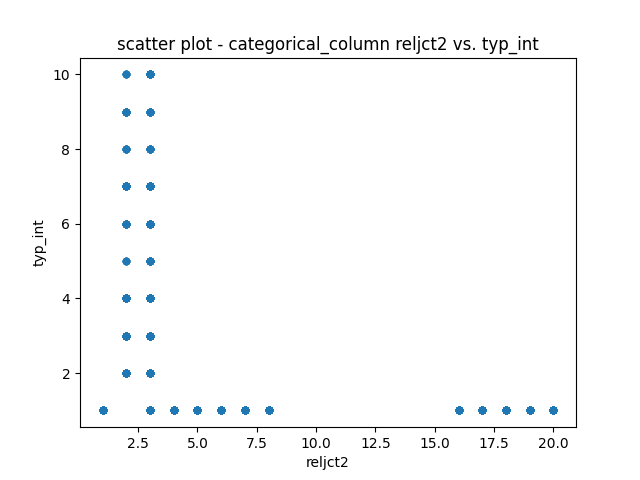 scatter plot - categorical_column reljct2 vs. typ_int
10
8
6
4
2
typ_int
2.5 5.0 7.5 10.0 12.5 15.0 17.5 20.0
reljct2